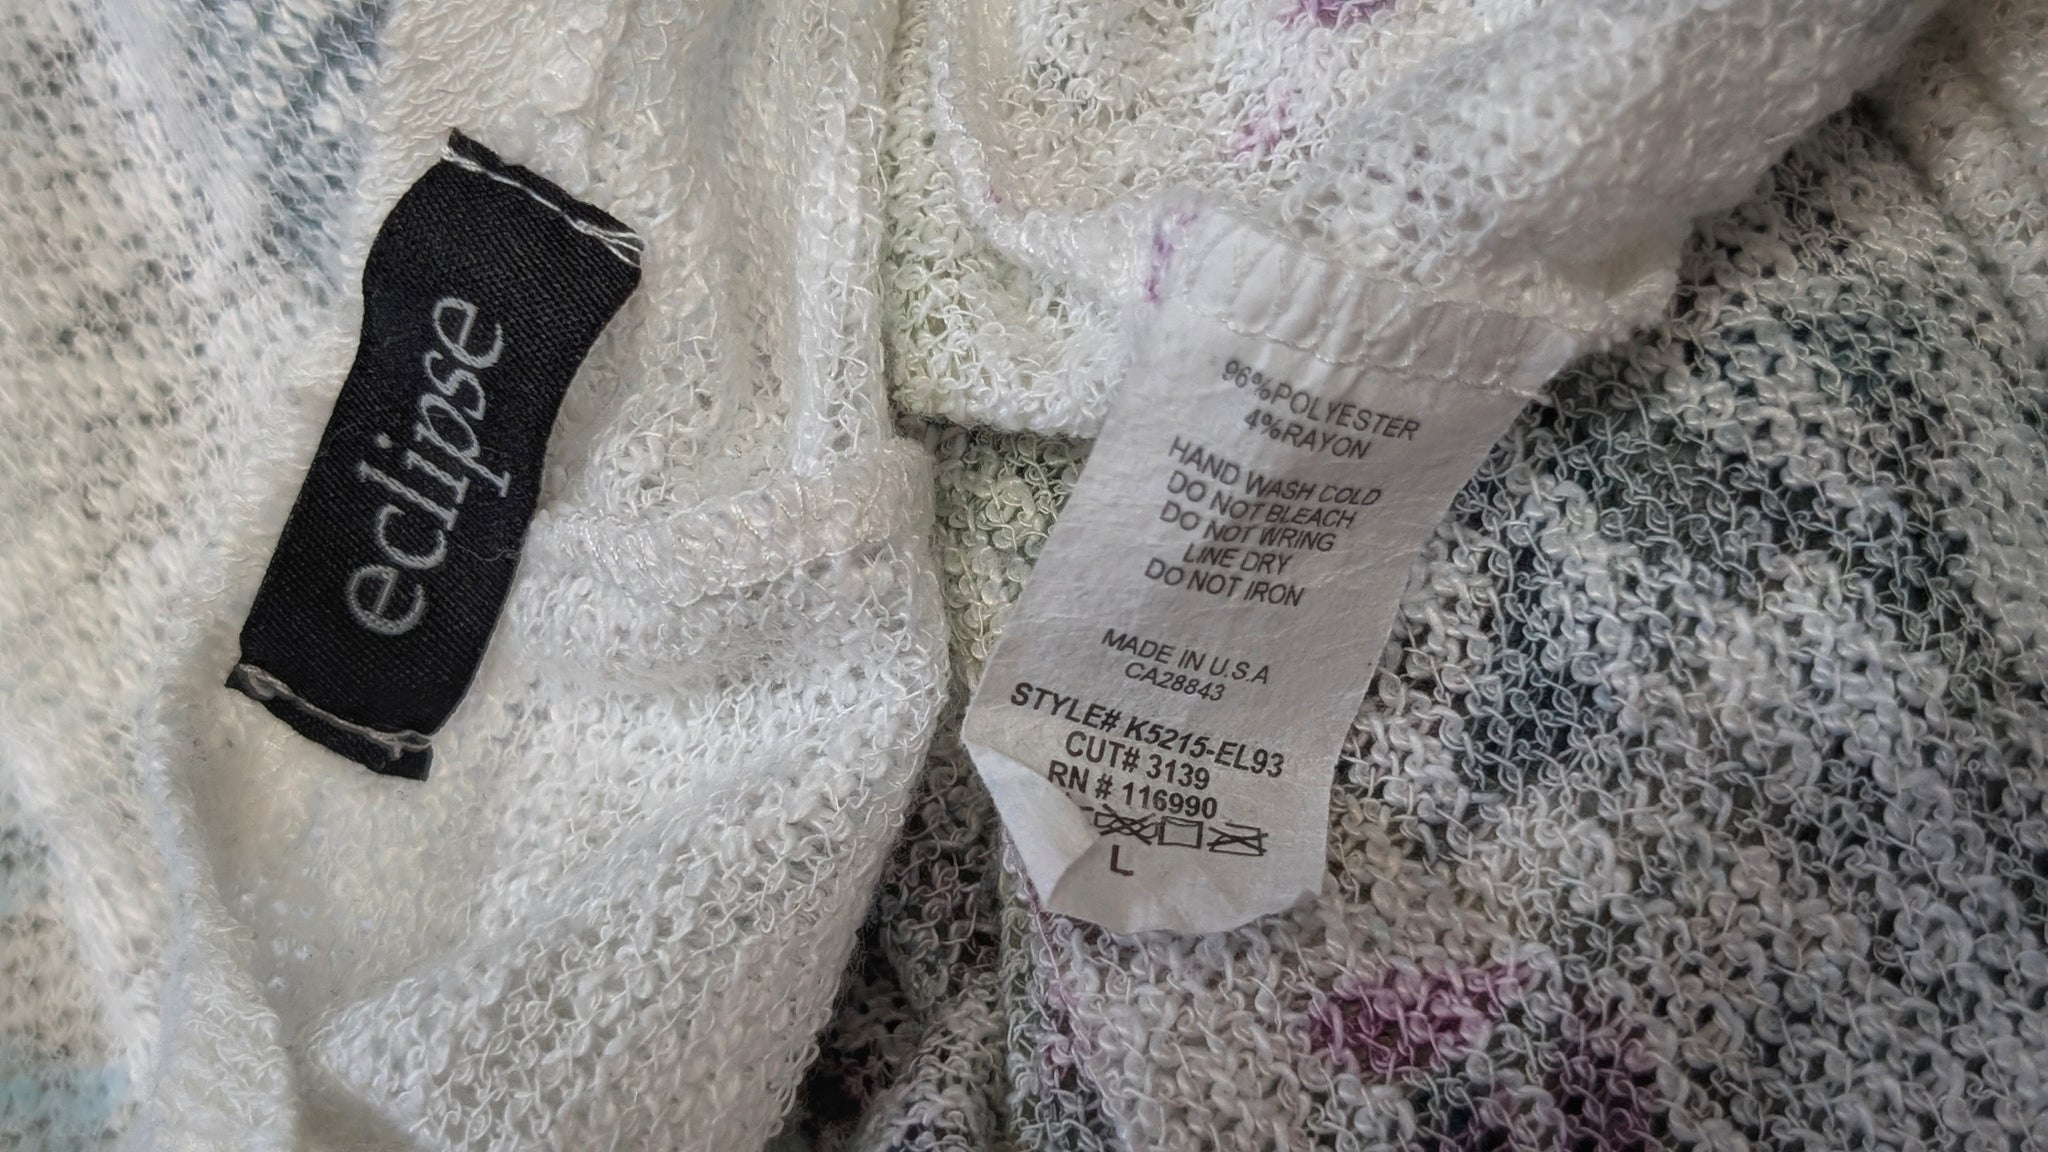 eclipse
96%POLYESTER
4%RAYON
HAND WASH COLD
DO NOT BLEACH
DO NOT WRING
LINE DRY
DO NOT IRON
MADE IN U.S.A
CA28843
STYLE# K5215-EL93
CUT# 3139
RN # 116990
L